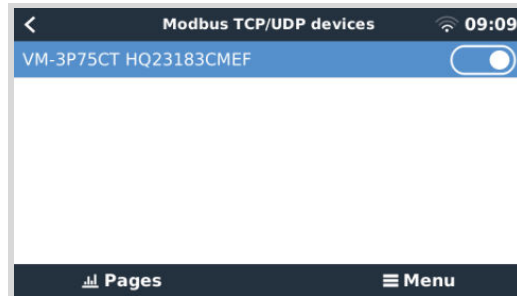 Modbus TCP/UDP devices 09:09
VM-3P75CT HQ23183CMEF
Pages Menu